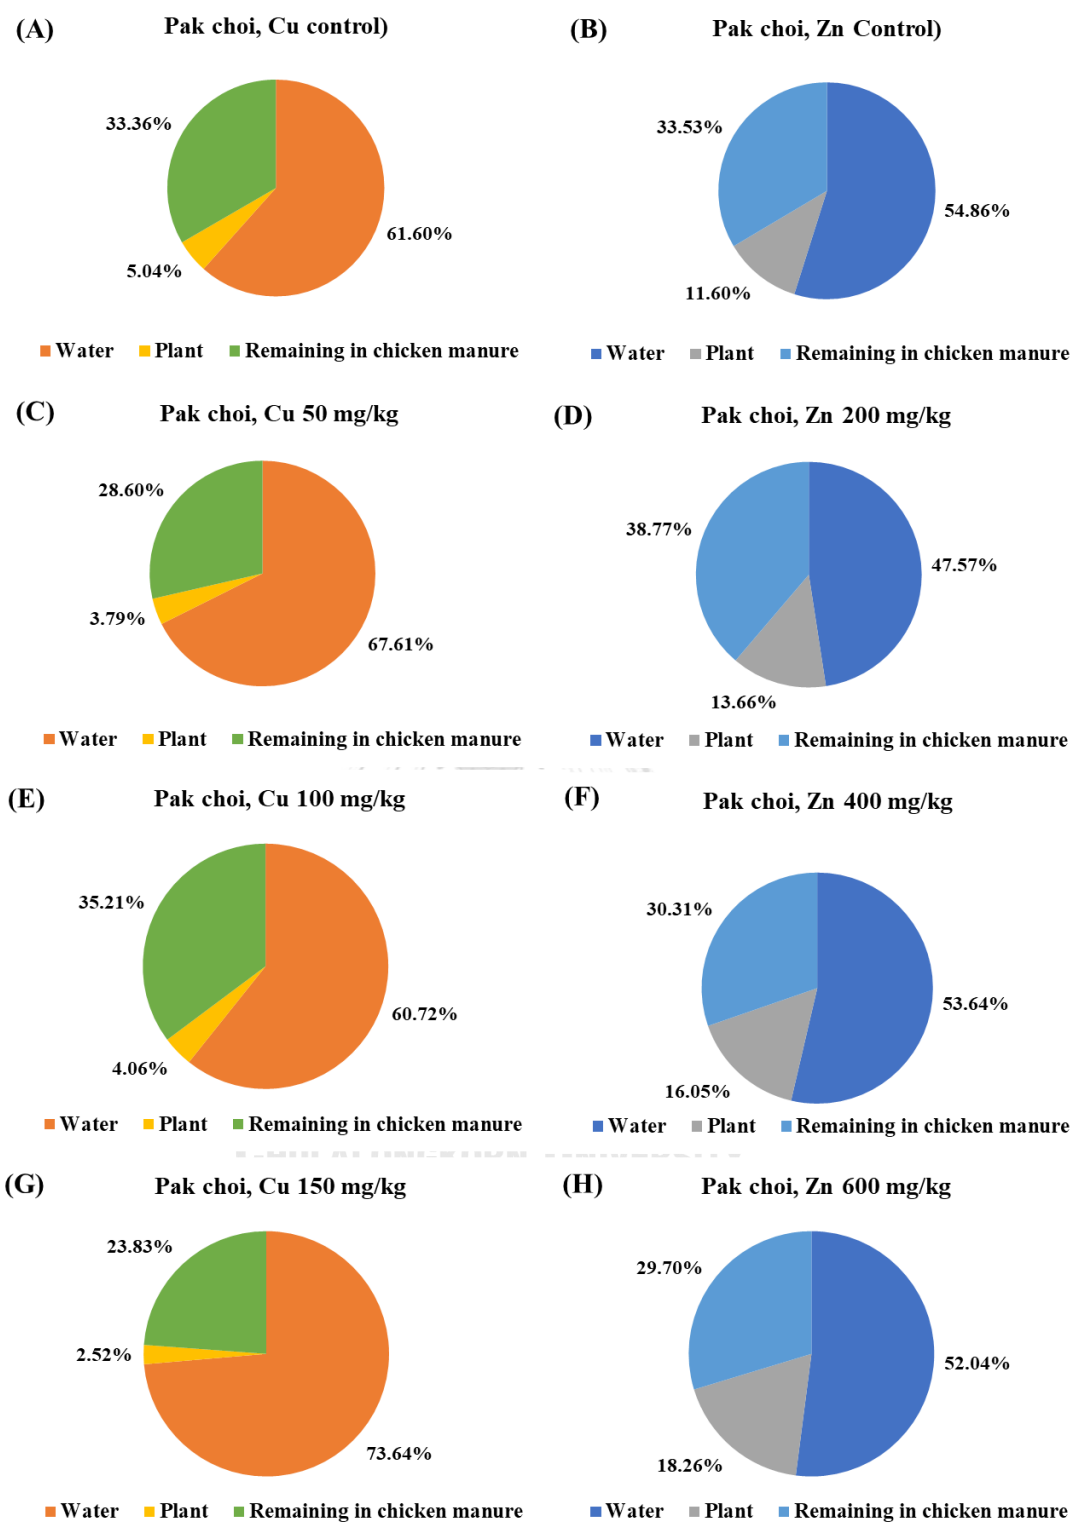 (A) Pak choi, Cu control)
33.36%
61.60%
5.04%
Water Plant Remaining in chicken manure
(B) Pak choi, Zn Control)
33.53%
54.86%
11.60%
Water Plant Remaining in chicken manure
(C) Pak choi, Cu 50 mg/kg
28.60%
3.79%
67.61%
Water Plant Remaining in chicken manure
(D) Pak choi, Zn 200 mg/kg
38.77%
47.57%
13.66%
Water Plant Remaining in chicken manure
(E) Pak choi, Cu 100 mg/kg
35.21%
60.72%
4.06%
Water Plant Remaining in chicken manure
(F) Pak choi, Zn 400 mg/kg
30.31%
53.64%
16.05%
Water Plant Remaining in chicken manure
(G) Pak choi, Cu 150 mg/kg
23.83%
2.52%
73.64%
Water Plant Remaining in chicken manure
(H) Pak choi, Zn 600 mg/kg
29.70%
52.04%
18.26%
Water Plant Remaining in chicken manure